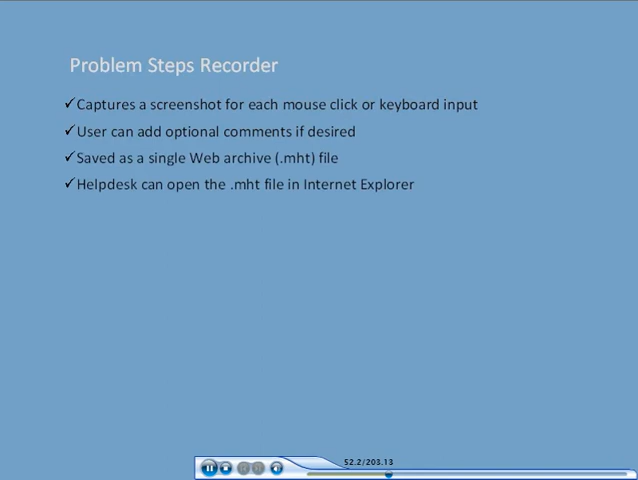 Problem Steps Recorder
✓Captures a screenshot for each mouse click or keyboard input
✓User can add optional comments if desired
✓Saved as a single Web archive (.mht) file
✓Helpdesk can open the .mht file in Internet Explorer
52.2/203.13